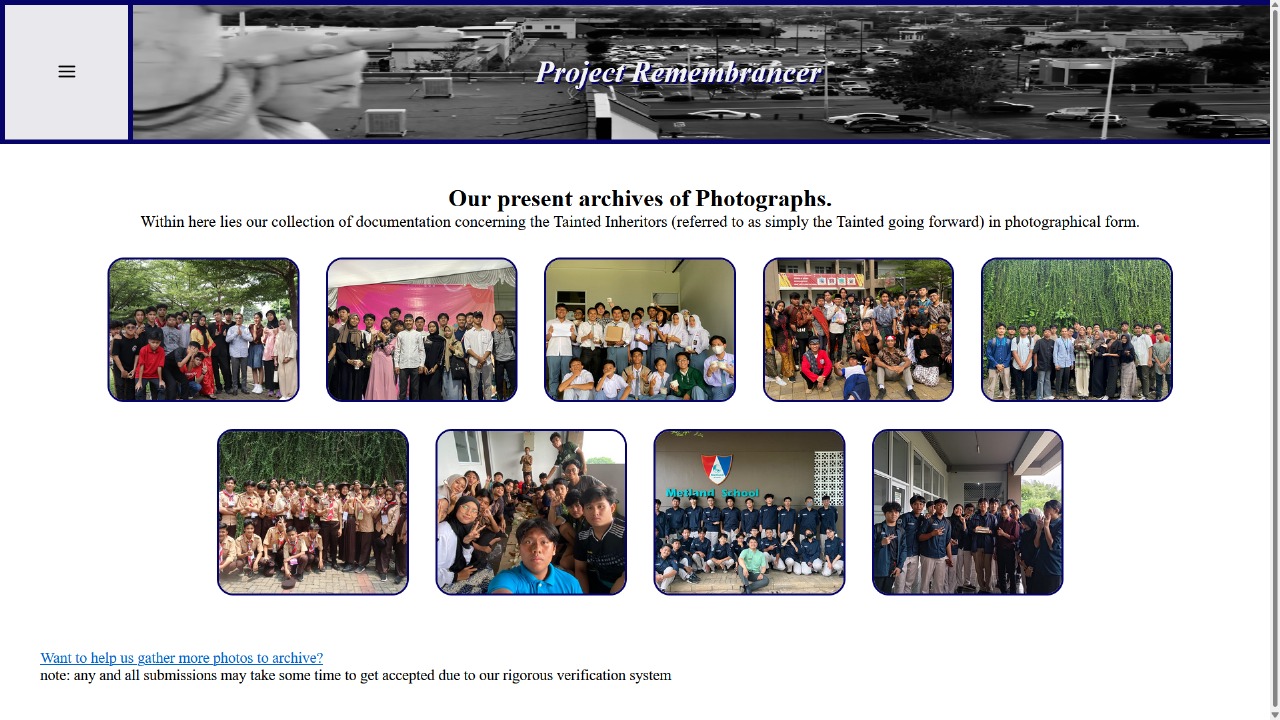 Project Remembrancer
Our present archives of Photographs.
Within here lies our collection of documentation concerning the Tainted Inheritors (referred to as simply the Tainted going forward) in photographical form.
Metland School
Want to help us gather more photos to archive?
note: any and all submissions may take some time to get accepted due to our rigorous verification system